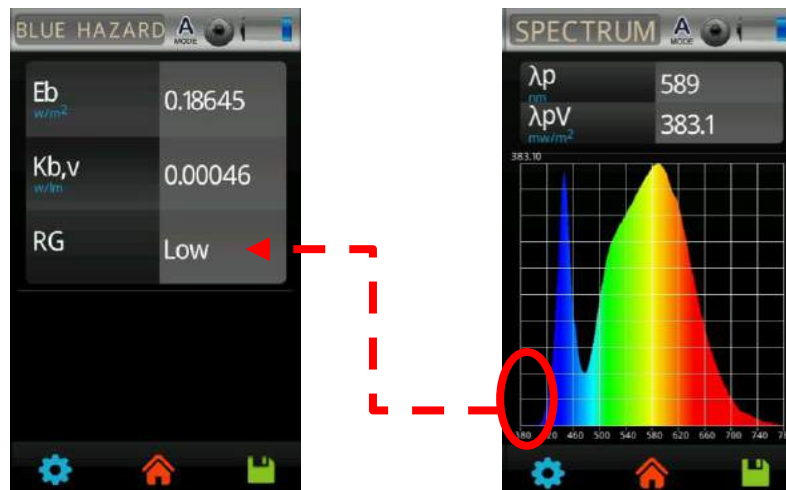 BLUE HAZARD A MODE
Eb 0.18645
w/m²
Kb,v 0.00046
w/lm
RG Low
SPECTRUM A MODE
λp 589
nm
λpV 383.1
mw/m²
383.10
460 500 540 580 620 660 700 740